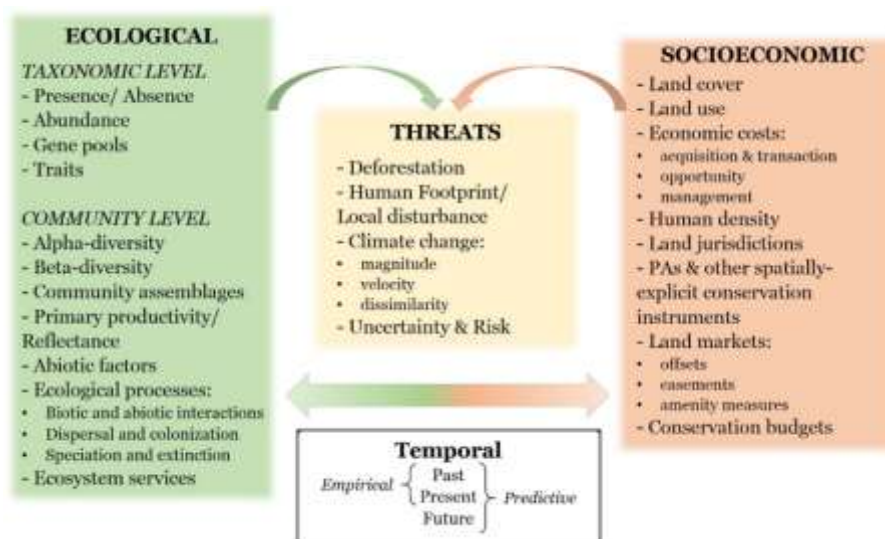 ECOLOGICAL
TAXONOMIC LEVEL
- Presence/ Absence
- Abundance
- Gene pools
- Traits
COMMUNITY LEVEL
- Alpha-diversity
- Beta-diversity
- Community assemblages
- Primary productivity/
Reflectance
- Abiotic factors
- Ecological processes:
• Biotic and abiotic interactions
• Dispersal and colonization
• Speciation and extinction
- Ecosystem services
THREATS
- Deforestation
- Human Footprint/
Local disturbance
- Climate change:
• magnitude
• velocity
• dissimilarity
- Uncertainty & Risk
SOCIOECONOMIC
- Land cover
- Land use
- Economic costs:
• acquisition & transaction
• opportunity
• management
- Human density
- Land jurisdictions
- PAs & other spatially-
explicit conservation
instruments
- Land markets:
• offsets
• easements
• amenity measures
- Conservation budgets
Temporal
Empirical { Past
Present } Predictive
Future